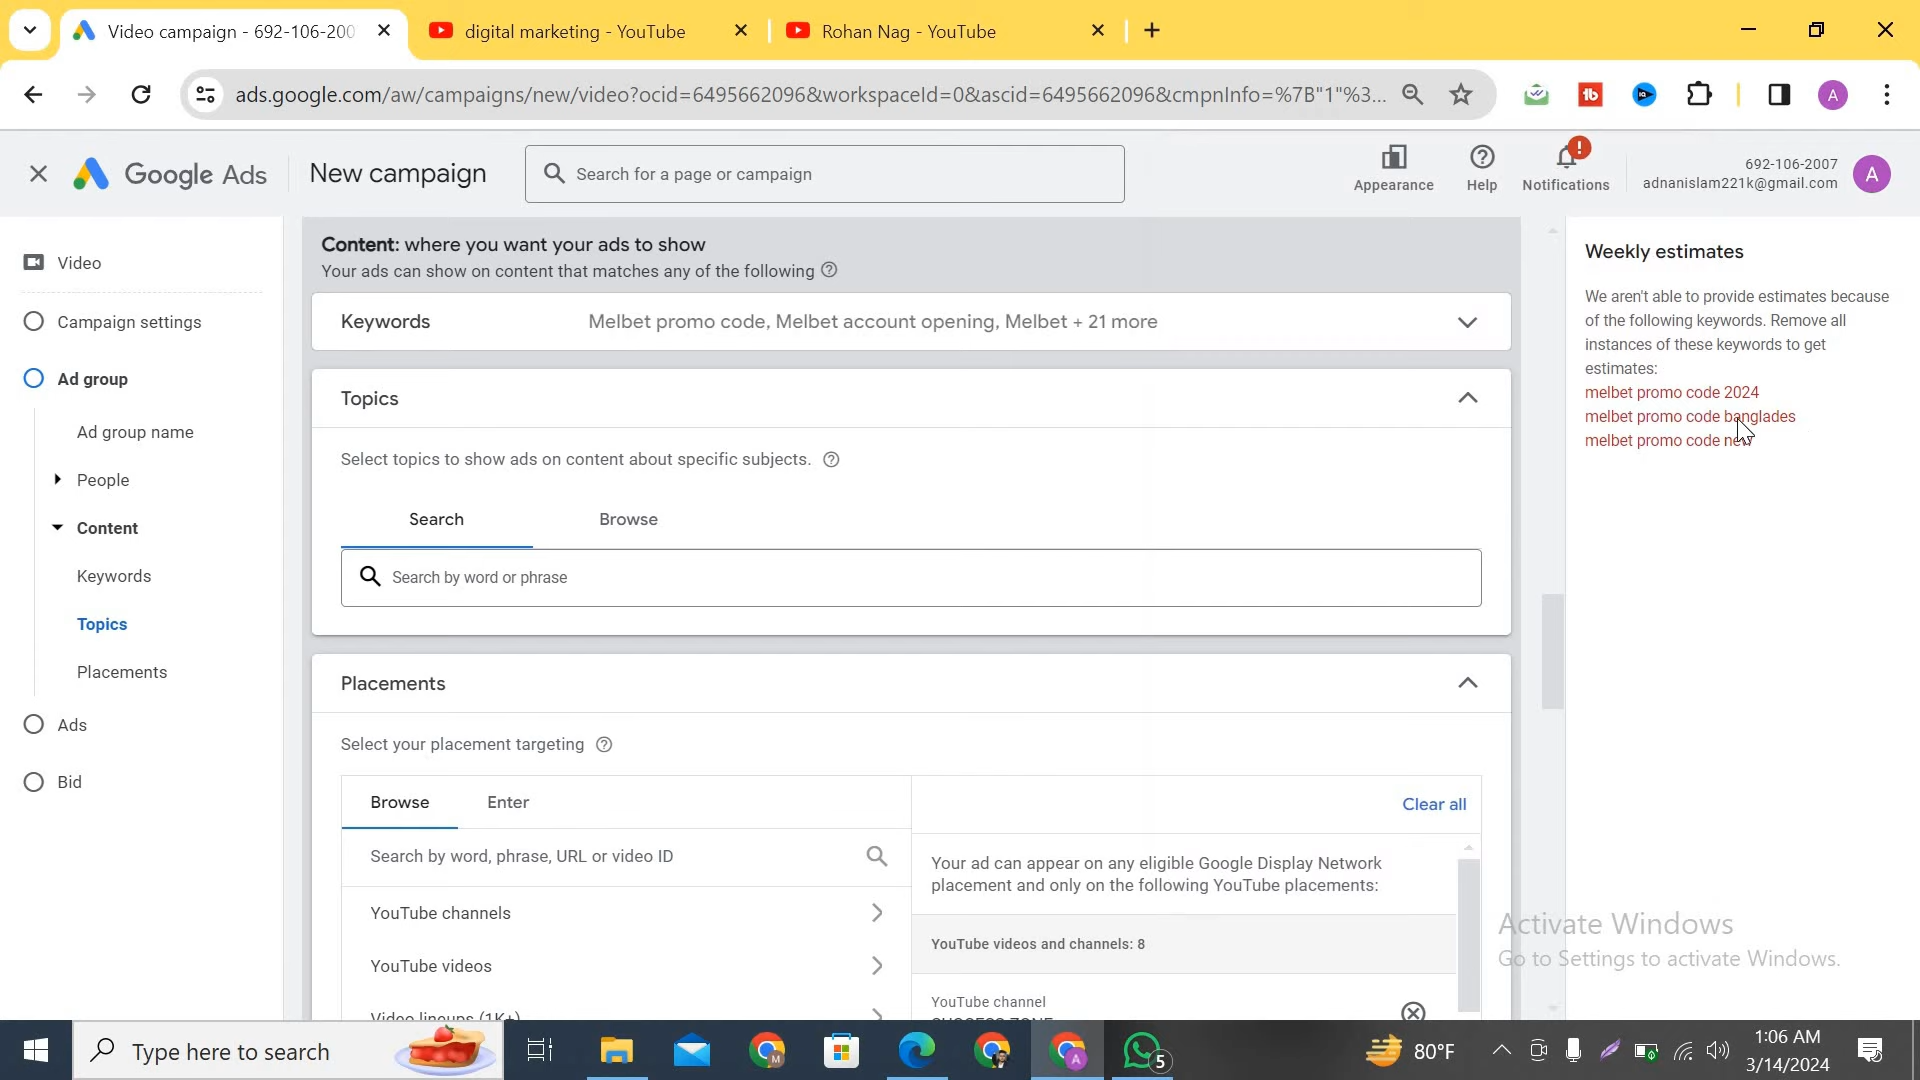 Video campaign - 692-106-200
digital marketing - YouTube
Rohan Nag - YouTube
ads.google.com/aw/campaigns/new/video?ocid=6495662096&workspaceId=0&ascid=6495662096&cmpnInfo=%7B"1"%3...
A
Google Ads
New campaign
Search for a page or campaign
Appearance
Help
Notifications
692-106-2007
adnanislam221k@gmail.com
A
Video
Campaign settings
Ad group
Ad group name
People
Content
Keywords
Topics
Placements
Ads
Bid
Content: where you want your ads to show
Your ads can show on content that matches any of the following
Keywords
Melbet promo code, Melbet account opening, Melbet + 21 more
Topics
Select topics to show ads on content about specific subjects.
Search
Browse
Search by word or phrase
Placements
Select your placement targeting
Browse
Enter
Clear all
Search by word, phrase, URL or video ID
YouTube channels
YouTube videos
Video lineups (1K+)
Your ad can appear on any eligible Google Display Network
placement and only on the following YouTube placements:
YouTube videos and channels: 8
YouTube channel
SUCCESS ZONE
Weekly estimates
We aren't able to provide estimates because
of the following keywords. Remove all
instances of these keywords to get
estimates:
melbet promo code 2024
melbet promo code banglades
melbet promo code
Activate Windows
Go to Settings to activate Windows.
Type here to search
5
80°F
1:06 AM
3/14/2024